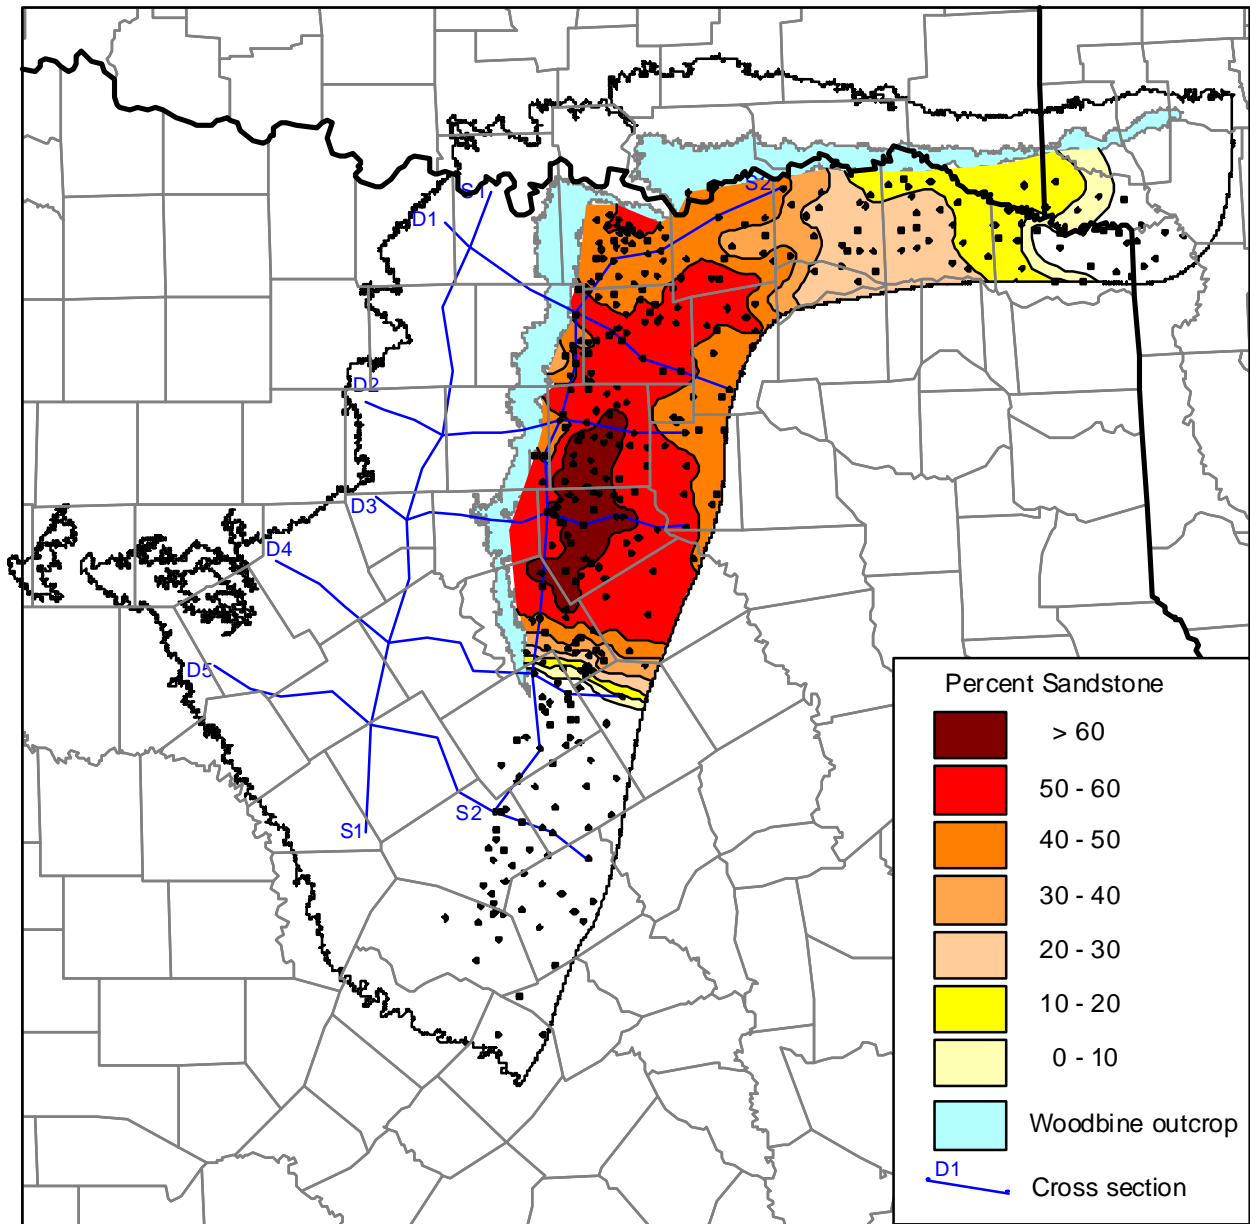 S1
S2
D1
D2
D3
D4
D5
S1
S2
Percent Sandstone
> 60
50 - 60
40 - 50
30 - 40
20 - 30
10 - 20
0 - 10
Woodbine outcrop
D1
Cross section